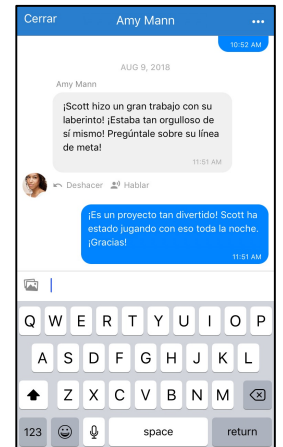 Cerrar Amy Mann •••
10:52 AM
AUG 9, 2018
Amy Mann
¡Scott hizo un gran trabajo con su
laberinto! ¡Estaba tan orgulloso de
sí mismo! Pregúntale sobre su línea
de meta!
11:51 AM
Deshacer Hablar
¡Es un proyecto tan divertido! Scott ha
estado jugando con eso toda la noche.
¡Gracias!
11:51 AM
Q W E R T Y U I O P
A S D F G H J K L
Z X C V B N M
123 space return